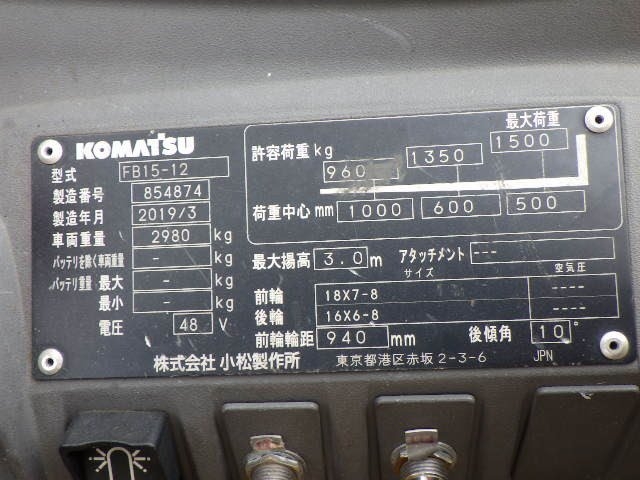 KOMATSU
型式 FB15-12
製造番号 854874
製造年月 2019/3
車両重量 2980 kg
バッテリを除く車両重量 - kg
バッテリ重量 最大 - kg
最小 - kg
電圧 48 V
最大荷重
許容荷重 kg 960 1350 1500
荷重中心 mm 1000 600 500
最大揚高 3.0 m アタッチメント ---
サイズ 空気圧
前輪 18X7-8 ----
後輪 16X6-8 ----
前輪輪距 940 mm 後傾角 10°
株式会社 小松製作所 東京都港区赤坂 2-3-6 JPN